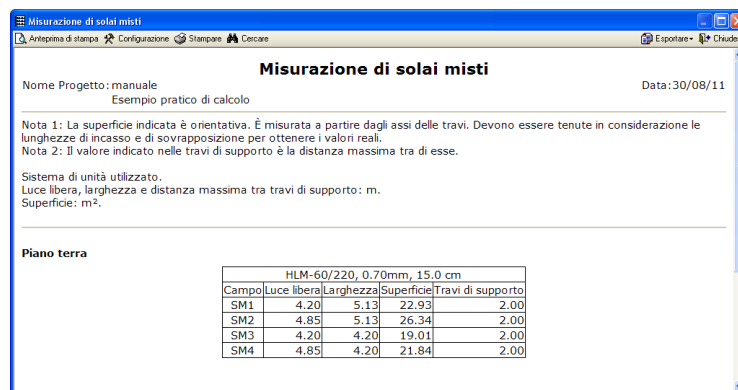 Misurazione di solai misti
Anteprima di stampa Configurazione Stampare Cercare Esportare Chiudere
Misurazione di solai misti
Nome Progetto: manuale Data:30/08/11
Esempio pratico di calcolo
Nota 1: La superficie indicata è orientativa. È misurata a partire dagli assi delle travi. Devono essere tenute in considerazione le
lunghezze di incasso e di sovrapposizione per ottenere i valori reali.
Nota 2: Il valore indicato nelle travi di supporto è la distanza massima tra di esse.
Sistema di unità utilizzato.
Luce libera, larghezza e distanza massima tra travi di supporto: m.
Superficie: m².
Piano terra
HLM-60/220, 0.70mm, 15.0 cm
Campo Luce libera Larghezza Superficie Travi di supporto
SM1 4.20 5.13 22.93 2.00
SM2 4.85 5.13 26.34 2.00
SM3 4.20 4.20 19.01 2.00
SM4 4.85 4.20 21.84 2.00